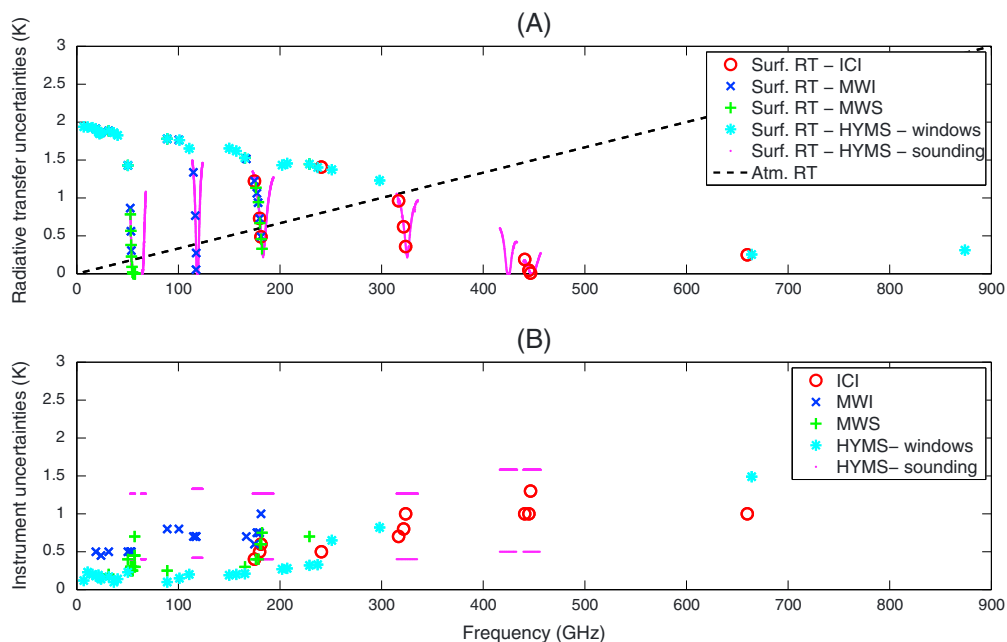 (A)
Radiative transfer uncertainties (K)
3
2.5
2
1.5
1
0.5
0
0 100 200 300 400 500 600 700 800 900
Surf. RT − ICI
Surf. RT − MWI
Surf. RT − MWS
Surf. RT − HYMS − windows
Surf. RT − HYMS − sounding
Atm. RT
(B)
Instrument uncertainties (K)
3
2.5
2
1.5
1
0.5
0
0 100 200 300 400 500 600 700 800 900
Frequency (GHz)
ICI
MWI
MWS
HYMS− windows
HYMS− sounding